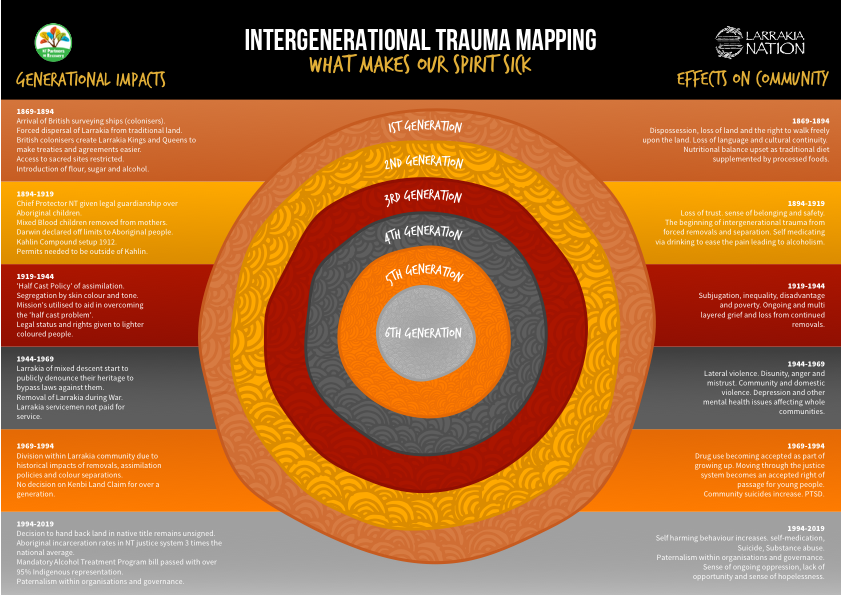 INTERGENERATIONAL TRAUMA MAPPING
WHAT MAKES OUR SPIRIT SICK
LARRAKIA
NATION
GENERATIONAL IMPACTS
EFFECTS ON COMMUNITY
1869-1894
Arrival of British surveying ships (colonisers).
Forced dispersal of Larrakia from traditional land.
British colonisers create Larrakia Kings and Queens to
make treaties and agreements easier.
Access to sacred sites restricted.
Introduction of flour, sugar and alcohol.
1894-1919
Chief Protector NT given legal guardianship over
Aboriginal children.
Mixed Blood children removed from mothers.
Darwin declared off limits to Aboriginal people.
Kahlin Compound setup 1912.
Permits needed to be outside of Kahlin.
1919-1944
'Half Cast Policy' of assimilation.
Segregation by skin colour and tone.
Mission's utilised to aid in overcoming
the 'half cast problem'.
Legal status and rights given to lighter
coloured people.
1944-1969
Larrakia of mixed descent start to
publicly denounce their heritage to
bypass laws against them.
Removal of Larrakia during War.
Larrakia servicemen not paid for
service.
1969-1994
Division within Larrakia community due to
historical impacts of removals, assimilation
policies and colour separations.
No decision on Kenbi Land Claim for over a
generation.
1994-2019
Decision to hand back land in native title remains unsigned.
Aboriginal incarceration rates in NT justice system 3 times the
national average.
Mandatory Alcohol Treatment Program bill passed with over
95% Indigenous representation.
Paternalism within organisations and governance.
1ST GENERATION
2ND GENERATION
3RD GENERATION
4TH GENERATION
5TH GENERATION
6TH GENERATION
1869-1894
Dispossession, loss of land and the right to walk freely
upon the land. Loss of language and cultural continuity.
Nutritional balance upset as traditional diet
supplemented by processed foods.
1894-1919
Loss of trust. sense of belonging and safety.
The beginning of intergenerational trauma from
forced removals and separation. Self medicating
via drinking to ease the pain leading to alcoholism.
1919-1944
Subjugation, inequality, disadvantage
and poverty. Ongoing and multi
layered grief and loss from continued
removals.
1944-1969
Lateral violence. Disunity, anger and
mistrust. Community and domestic
violence. Depression and other
mental health issues affecting whole
communities.
1969-1994
Drug use becoming accepted as part of
growing up. Moving through the justice
system becomes an accepted right of
passage for young people.
Community suicides increase. PTSD.
1994-2019
Self harming behaviour increases. self-medication,
Suicide, Substance abuse.
Paternalism within organisations and governance.
Sense of ongoing oppression, lack of
opportunity and sense of hopelessness.